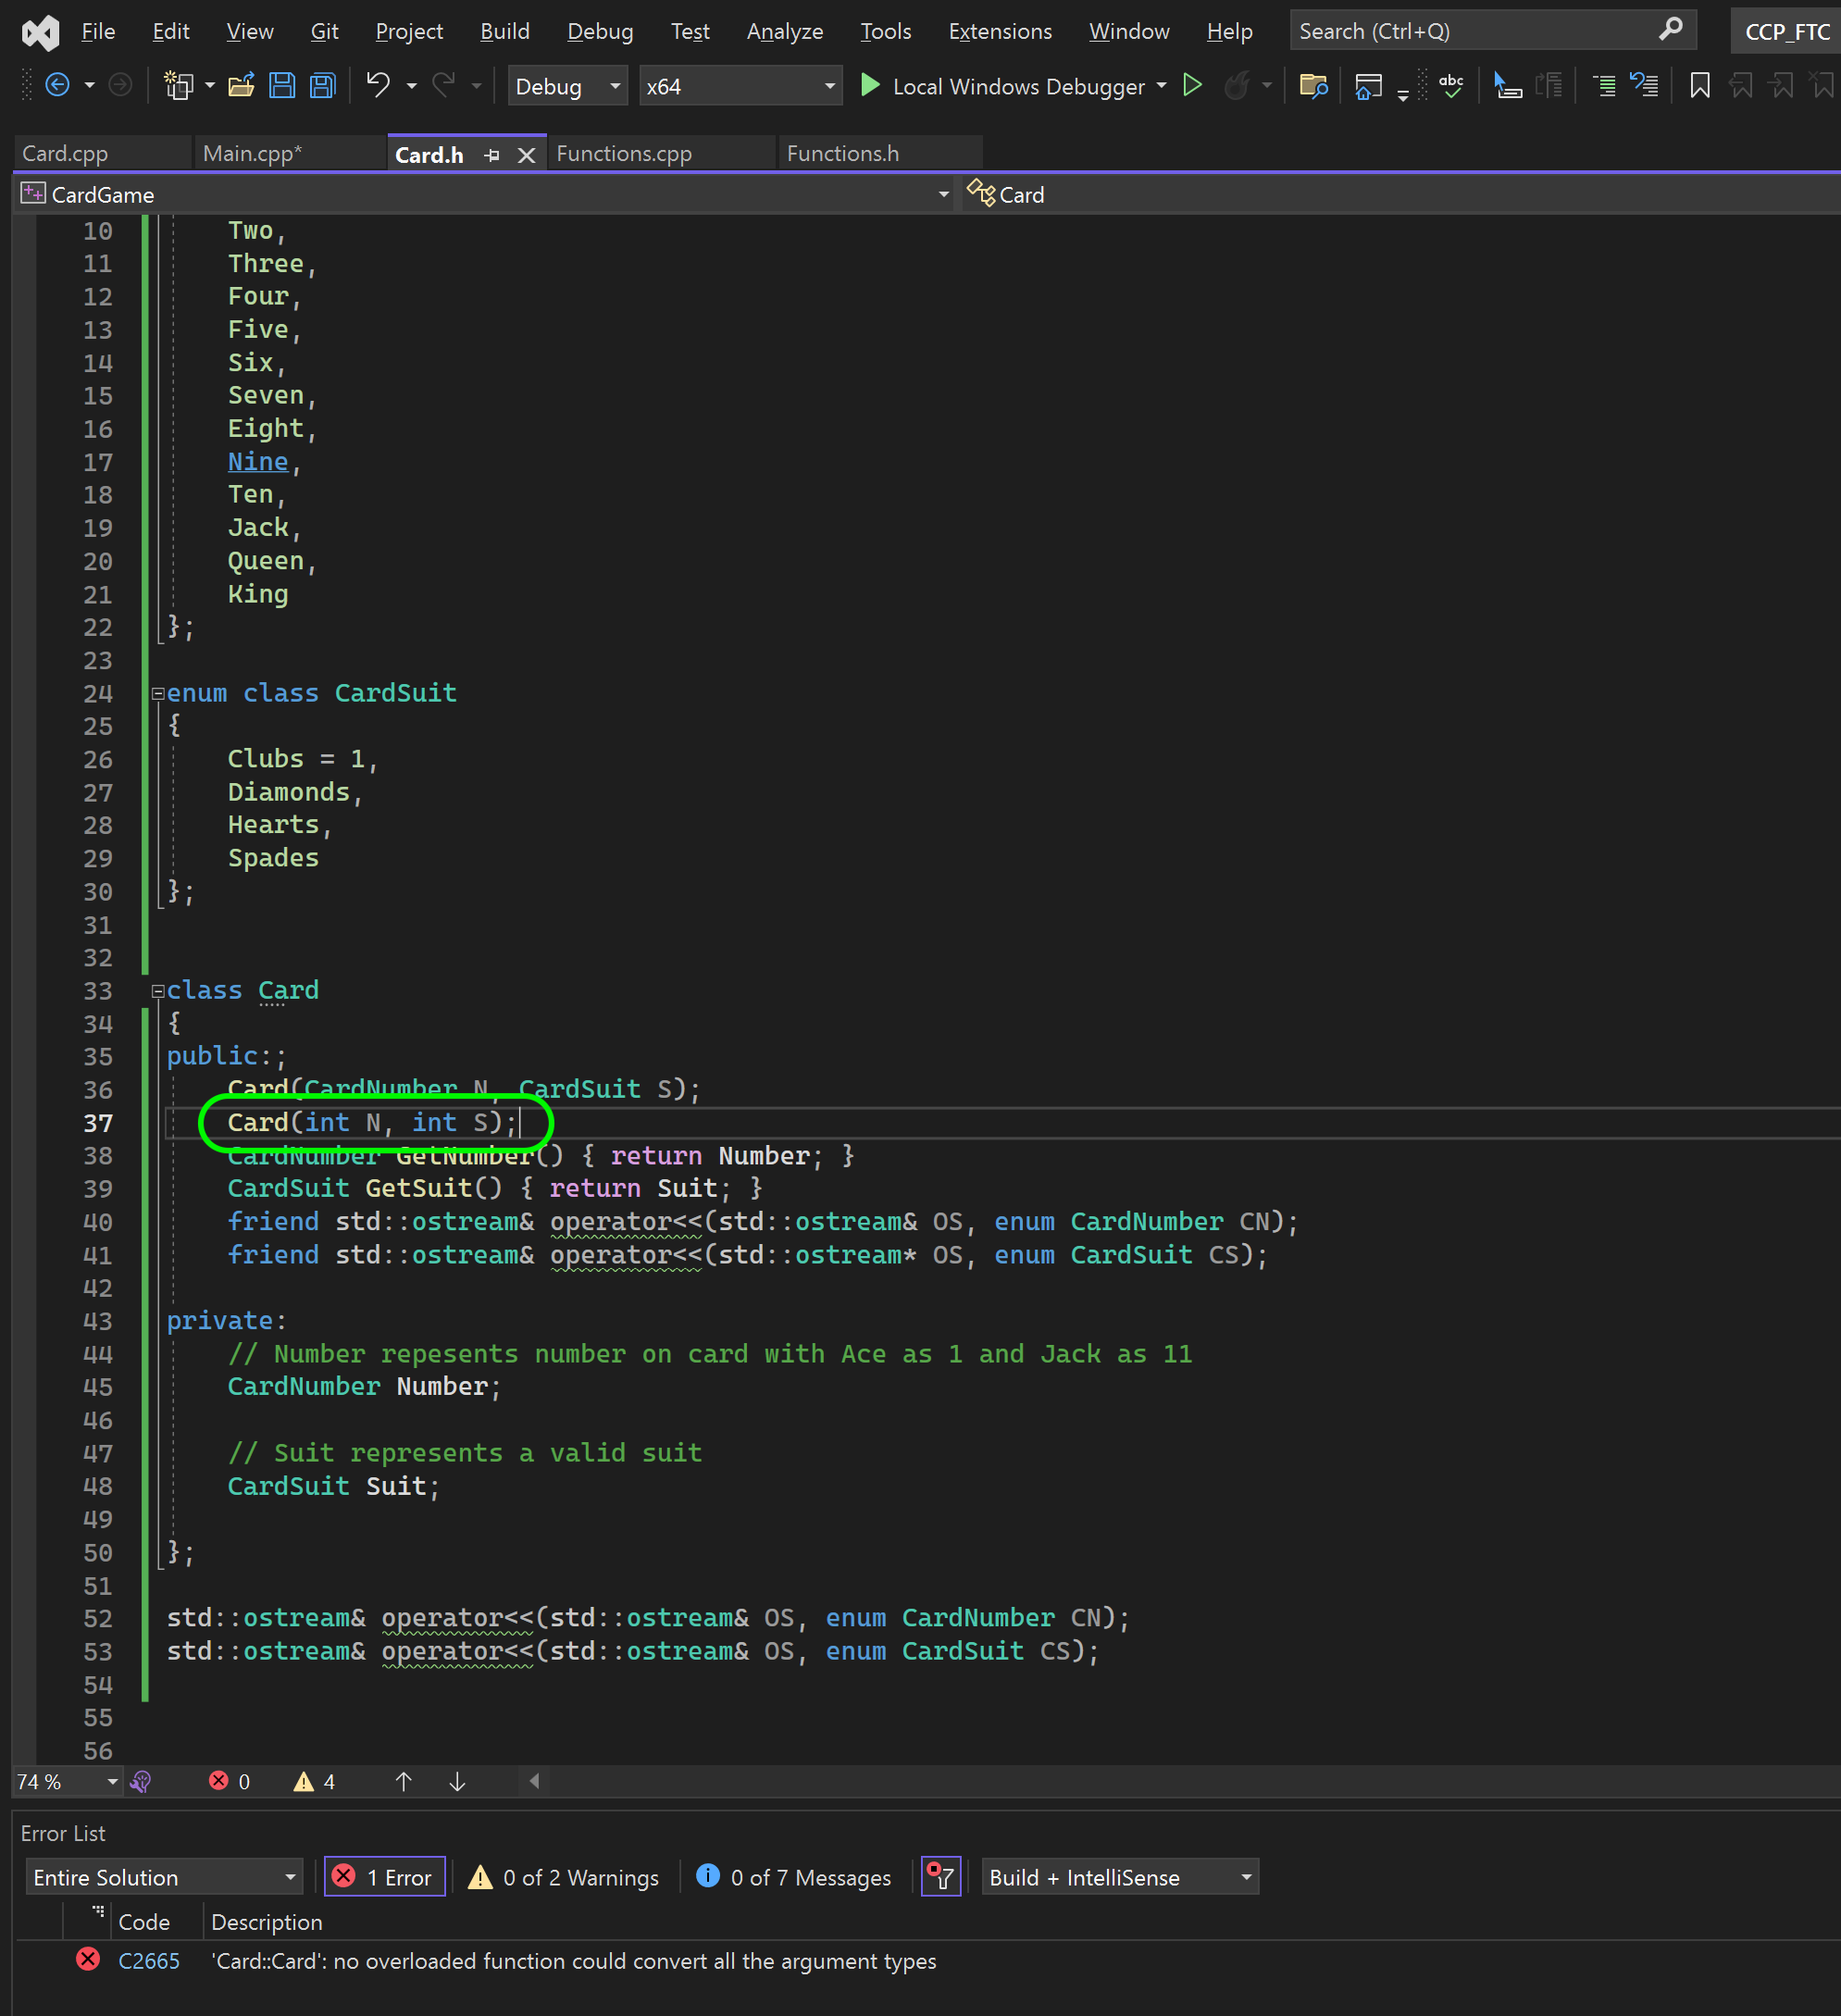 File Edit View Git Project Build Debug Test Analyze Tools Extensions Window Help Search (Ctrl+Q) CCP_FTC
Debug x64 Local Windows Debugger abc
Card.cpp Main.cpp* Card.h Functions.cpp Functions.h
CardGame Card
10 Two,
11 Three,
12 Four,
13 Five,
14 Six,
15 Seven,
16 Eight,
17 Nine,
18 Ten,
19 Jack,
20 Queen,
21 King
22 };
23
24 enum class CardSuit
25 {
26 Clubs = 1,
27 Diamonds,
28 Hearts,
29 Spades
30 };
31
32
33 class Card
34 {
35 public:;
36 Card(CardNumber N, CardSuit S);
37 Card(int N, int S);
38 CardNumber GetNumber() { return Number; }
39 CardSuit GetSuit() { return Suit; }
40 friend std::ostream& operator<<(std::ostream& OS, enum CardNumber CN);
41 friend std::ostream& operator<<(std::ostream* OS, enum CardSuit CS);
42
43 private:
44 // Number repesents number on card with Ace as 1 and Jack as 11
45 CardNumber Number;
46
47 // Suit represents a valid suit
48 CardSuit Suit;
49
50 };
51
52 std::ostream& operator<<(std::ostream& OS, enum CardNumber CN);
53 std::ostream& operator<<(std::ostream& OS, enum CardSuit CS);
54
55
56
74 % 0 4
Error List
Entire Solution 1 Error 0 of 2 Warnings 0 of 7 Messages Build + IntelliSense
Code Description
C2665 'Card::Card': no overloaded function could convert all the argument types